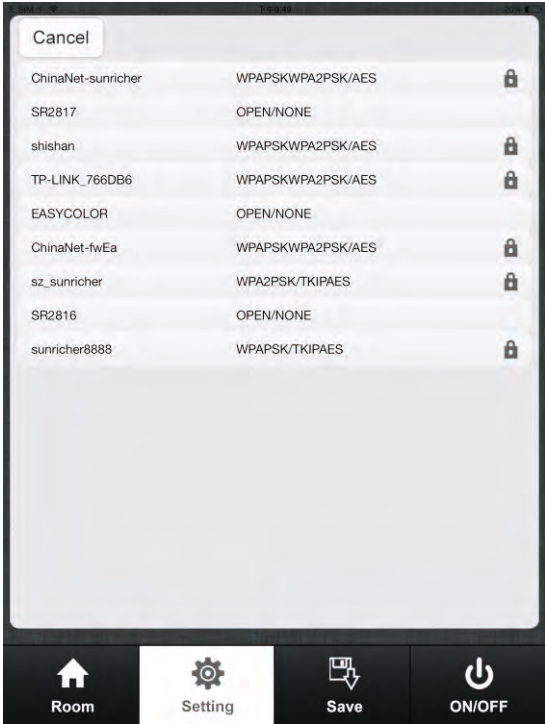 Cancel
ChinaNet-sunricher WPAPSKWPA2PSK/AES
SR2817 OPEN/NONE
shishan WPAPSKWPA2PSK/AES
TP-LINK_766DB6 WPAPSKWPA2PSK/AES
EASYCOLOR OPEN/NONE
ChinaNet-fwEa WPAPSKWPA2PSK/AES
sz_sunricher WPA2PSK/TKIPAES
SR2816 OPEN/NONE
sunricher8888 WPAPSK/TKIPAES
Room Setting Save ON/OFF